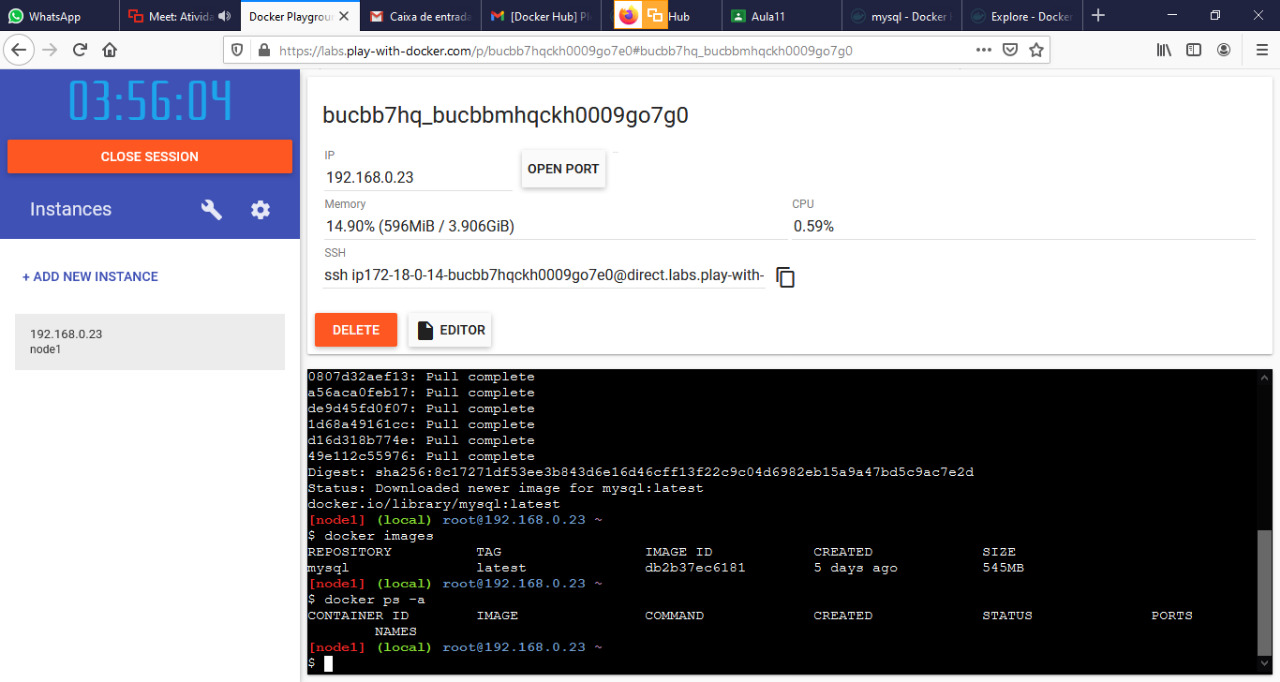 WhatsApp
Meet: Ativida
Docker Playgrou
Caixa de entrada
[Docker Hub] Pl
Hub
Aula11
mysql - Docker
Explore - Docker
https://labs.play-with-docker.com/p/bucbb7hqckh0009go7e0#bucbb7hq_bucbbmhqckh0009go7g0
03:56:04
CLOSE SESSION
Instances
+ ADD NEW INSTANCE
192.168.0.23
node1
bucbb7hq_bucbbmhqckh0009go7g0
IP
192.168.0.23
OPEN PORT
Memory
14.90% (596MiB / 3.906GiB)
CPU
0.59%
SSH
ssh ip172-18-0-14-bucbb7hqckh0009go7e0@direct.labs.play-with-
DELETE
EDITOR
0807d32aef13: Pull complete
a56aca0feb17: Pull complete
de9d45fd0f07: Pull complete
1d68a49161cc: Pull complete
d16d318b774e: Pull complete
49e112c55976: Pull complete
Digest: sha256:8c17271df53ee3b843d6e16d46cff13f22c9c04d6982eb15a9a47bd5c9ac7e2d
Status: Downloaded newer image for mysql:latest
docker.io/library/mysql:latest
[node1] (local) root@192.168.0.23 ~
$ docker images
REPOSITORY TAG IMAGE ID CREATED SIZE
mysql latest db2b37ec6181 5 days ago 545MB
[node1] (local) root@192.168.0.23 ~
$ docker ps -a
CONTAINER ID IMAGE COMMAND CREATED STATUS PORTS
NAMES
[node1] (local) root@192.168.0.23 ~
$